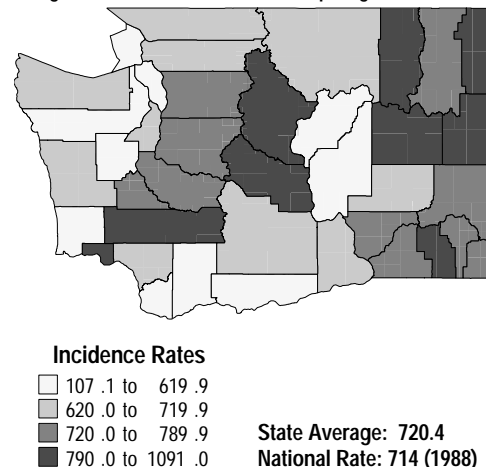 Incidence Rates
107 .1 to 619 .9
620 .0 to 719 .9
720 .0 to 789 .9
790 .0 to 1091 .0
State Average: 720.4
National Rate: 714 (1988)